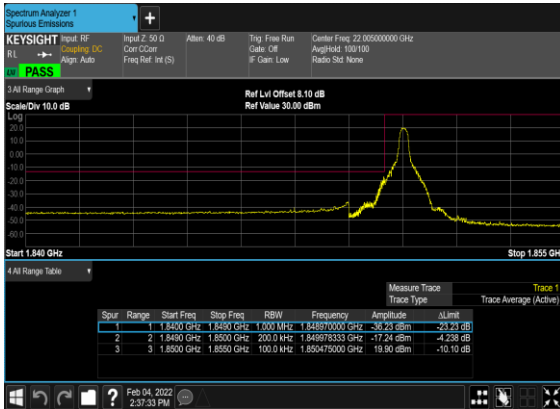 Spectrum Analyzer 1
Spurious Emissions
KEYSIGHT
Input: RF
Input Z: 50 Ω
Atten: 40 dB
Trig: Free Run
Center Freq: 22.005000000 GHz
RL
Coupling: DC
Corr CCorr
Gate: Off
Avg|Hold: 100/100
Align: Auto
Freq Ref: Int (S)
IF Gain: Low
Radio Std: None
PASS
3 All Range Graph
Ref Lvl Offset 8.10 dB
Scale/Div 10.0 dB
Ref Value 30.00 dBm
Log
20.0
10.0
0.00
-10.0
-20.0
-30.0
-40.0
-50.0
-60.0
Start 1.840 GHz
Stop 1.855 GH
4 All Range Table
Measure Trace Trace 1
Trace Type Trace Average (Active)
Spur Range Start Freq Stop Freq RBW Frequency Amplitude ΔLimit
1 1 1.8400 GHz 1.8490 GHz 1.000 MHz 1.848970000 GHz -36.23 dBm -23.23 dB
2 2 1.8490 GHz 1.8500 GHz 200.0 kHz 1.849978333 GHz -17.24 dBm -4.238 dB
3 3 1.8500 GHz 1.8550 GHz 100.0 kHz 1.850475000 GHz 19.90 dBm -10.10 dB
?
Feb 04, 2022
2:37:33 PM